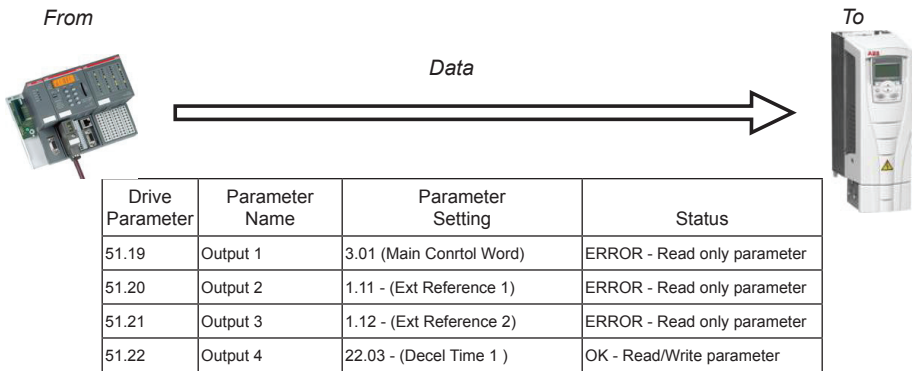 From
To
Data
ABB
Drive Parameter | Parameter Name | Parameter Setting | Status
51.19 | Output 1 | 3.01 (Main Conrtol Word) | ERROR - Read only parameter
51.20 | Output 2 | 1.11 - (Ext Reference 1) | ERROR - Read only parameter
51.21 | Output 3 | 1.12 - (Ext Reference 2) | ERROR - Read only parameter
51.22 | Output 4 | 22.03 - (Decel Time 1 ) | OK - Read/Write parameter